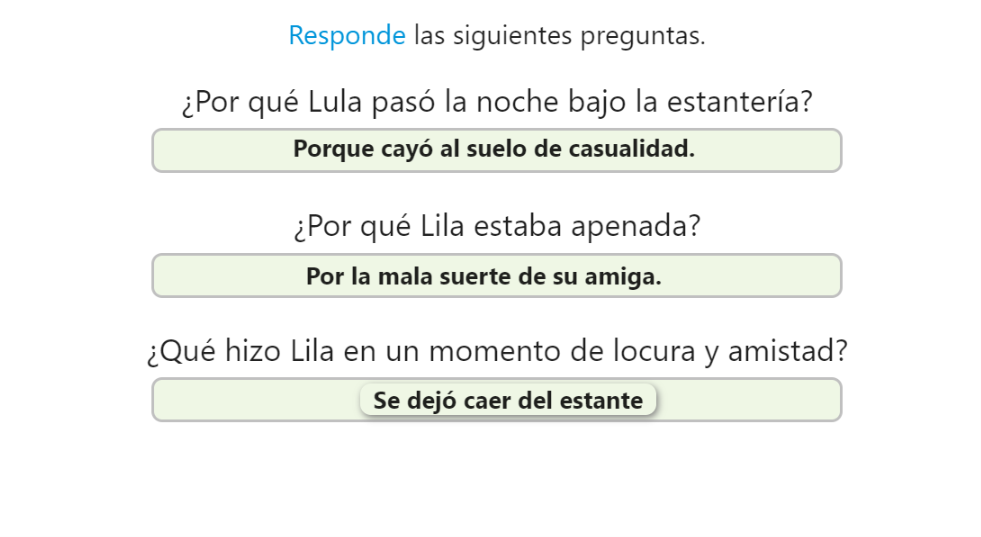 Responde las siguientes preguntas.
¿Por qué Lula pasó la noche bajo la estantería?
Porque cayó al suelo de casualidad.
¿Por qué Lila estaba apenada?
Por la mala suerte de su amiga.
¿Qué hizo Lila en un momento de locura y amistad?
Se dejó caer del estante